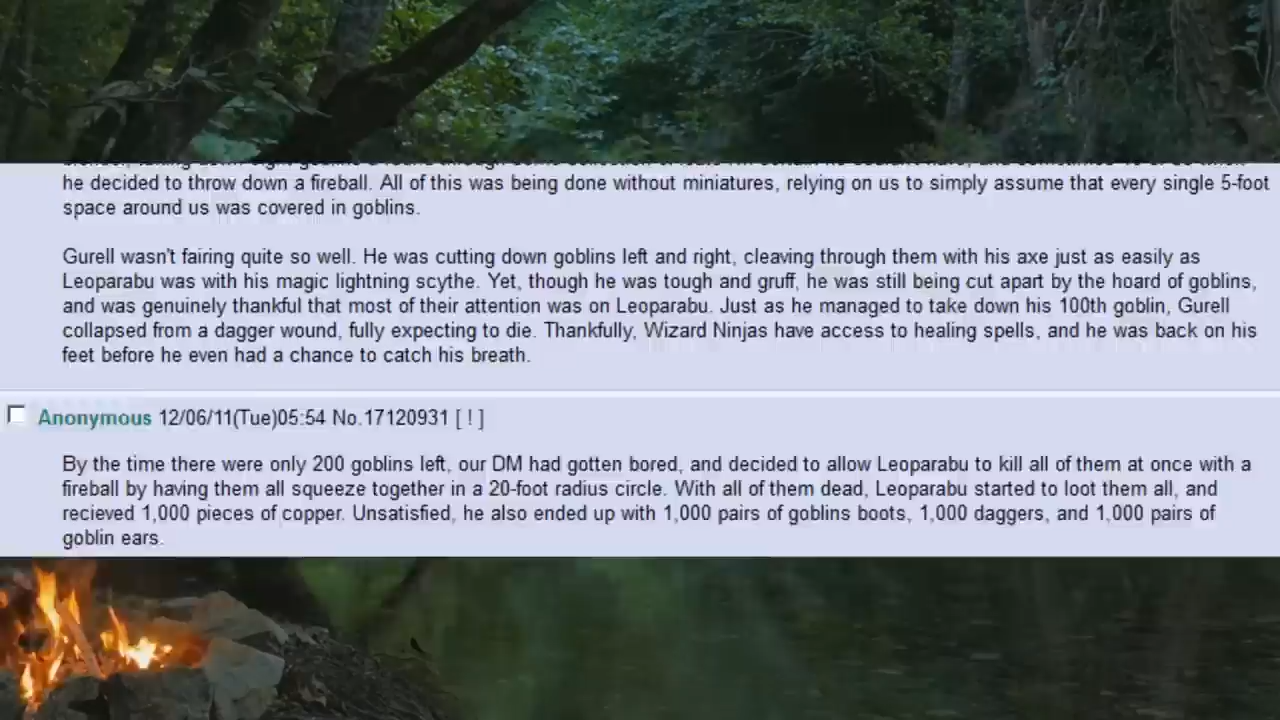 he decided to throw down a fireball. All of this was being done without miniatures, relying on us to simply assume that every single 5-foot
space around us was covered in goblins.
Gurell wasn't fairing quite so well. He was cutting down goblins left and right, cleaving through them with his axe just as easily as
Leoparabu was with his magic lightning scythe. Yet, though he was tough and gruff, he was still being cut apart by the hoard of goblins,
and was genuinely thankful that most of their attention was on Leoparabu. Just as he managed to take down his 100th goblin, Gurell
collapsed from a dagger wound, fully expecting to die. Thankfully, Wizard Ninjas have access to healing spells, and he was back on his
feet before he even had a chance to catch his breath.
Anonymous 12/06/11(Tue)05:54 No.17120931 [ ! ]
By the time there were only 200 goblins left, our DM had gotten bored, and decided to allow Leoparabu to kill all of them at once with a
fireball by having them all squeeze together in a 20-foot radius circle. With all of them dead, Leoparabu started to loot them all, and
recieved 1,000 pieces of copper. Unsatisfied, he also ended up with 1,000 pairs of goblins boots, 1,000 daggers, and 1,000 pairs of
goblin ears.